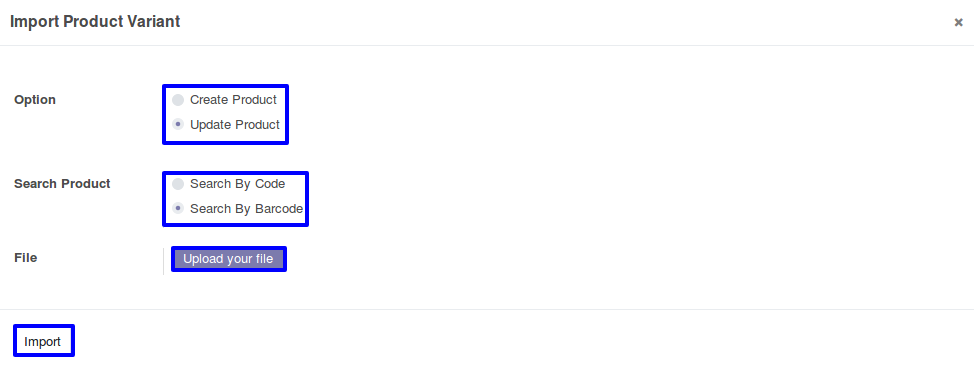 Import Product Variant
Option
Create Product
Update Product
Search Product
Search By Code
Search By Barcode
File
Upload your file
Import